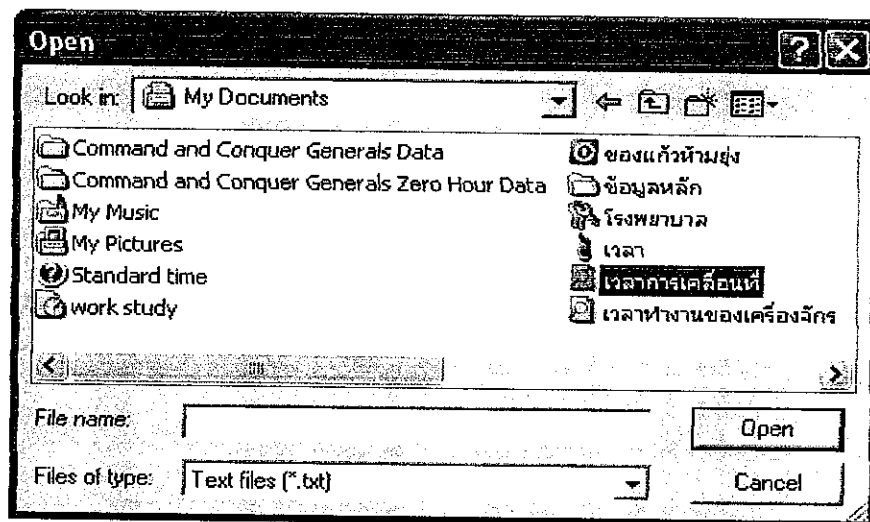 Open
Look in: My Documents
Command and Conquer Generals Data
Command and Conquer Generals Zero Hour Data
My Music
My Pictures
Standard time
work study
ของแก้วห้ามยุ่ง
ข้อมูลหลัก
โรงพยาบาล
เวลา
เวลาการเคลื่อนที่
เวลาทำงานของเครื่องจักร
File name:
Open
Files of type: Text files (*.txt)
Cancel